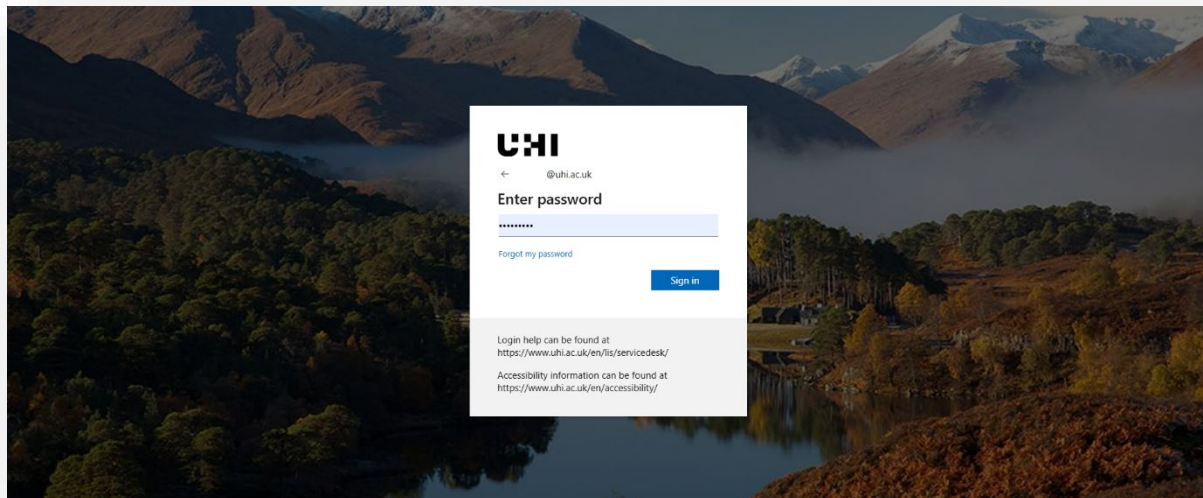 UHI
← @uhi.ac.uk
Enter password
•••••••••
Forgot my password
Sign in
Login help can be found at
https://www.uhi.ac.uk/en/lis/servicedesk/
Accessibility information can be found at
https://www.uhi.ac.uk/en/accessibility/